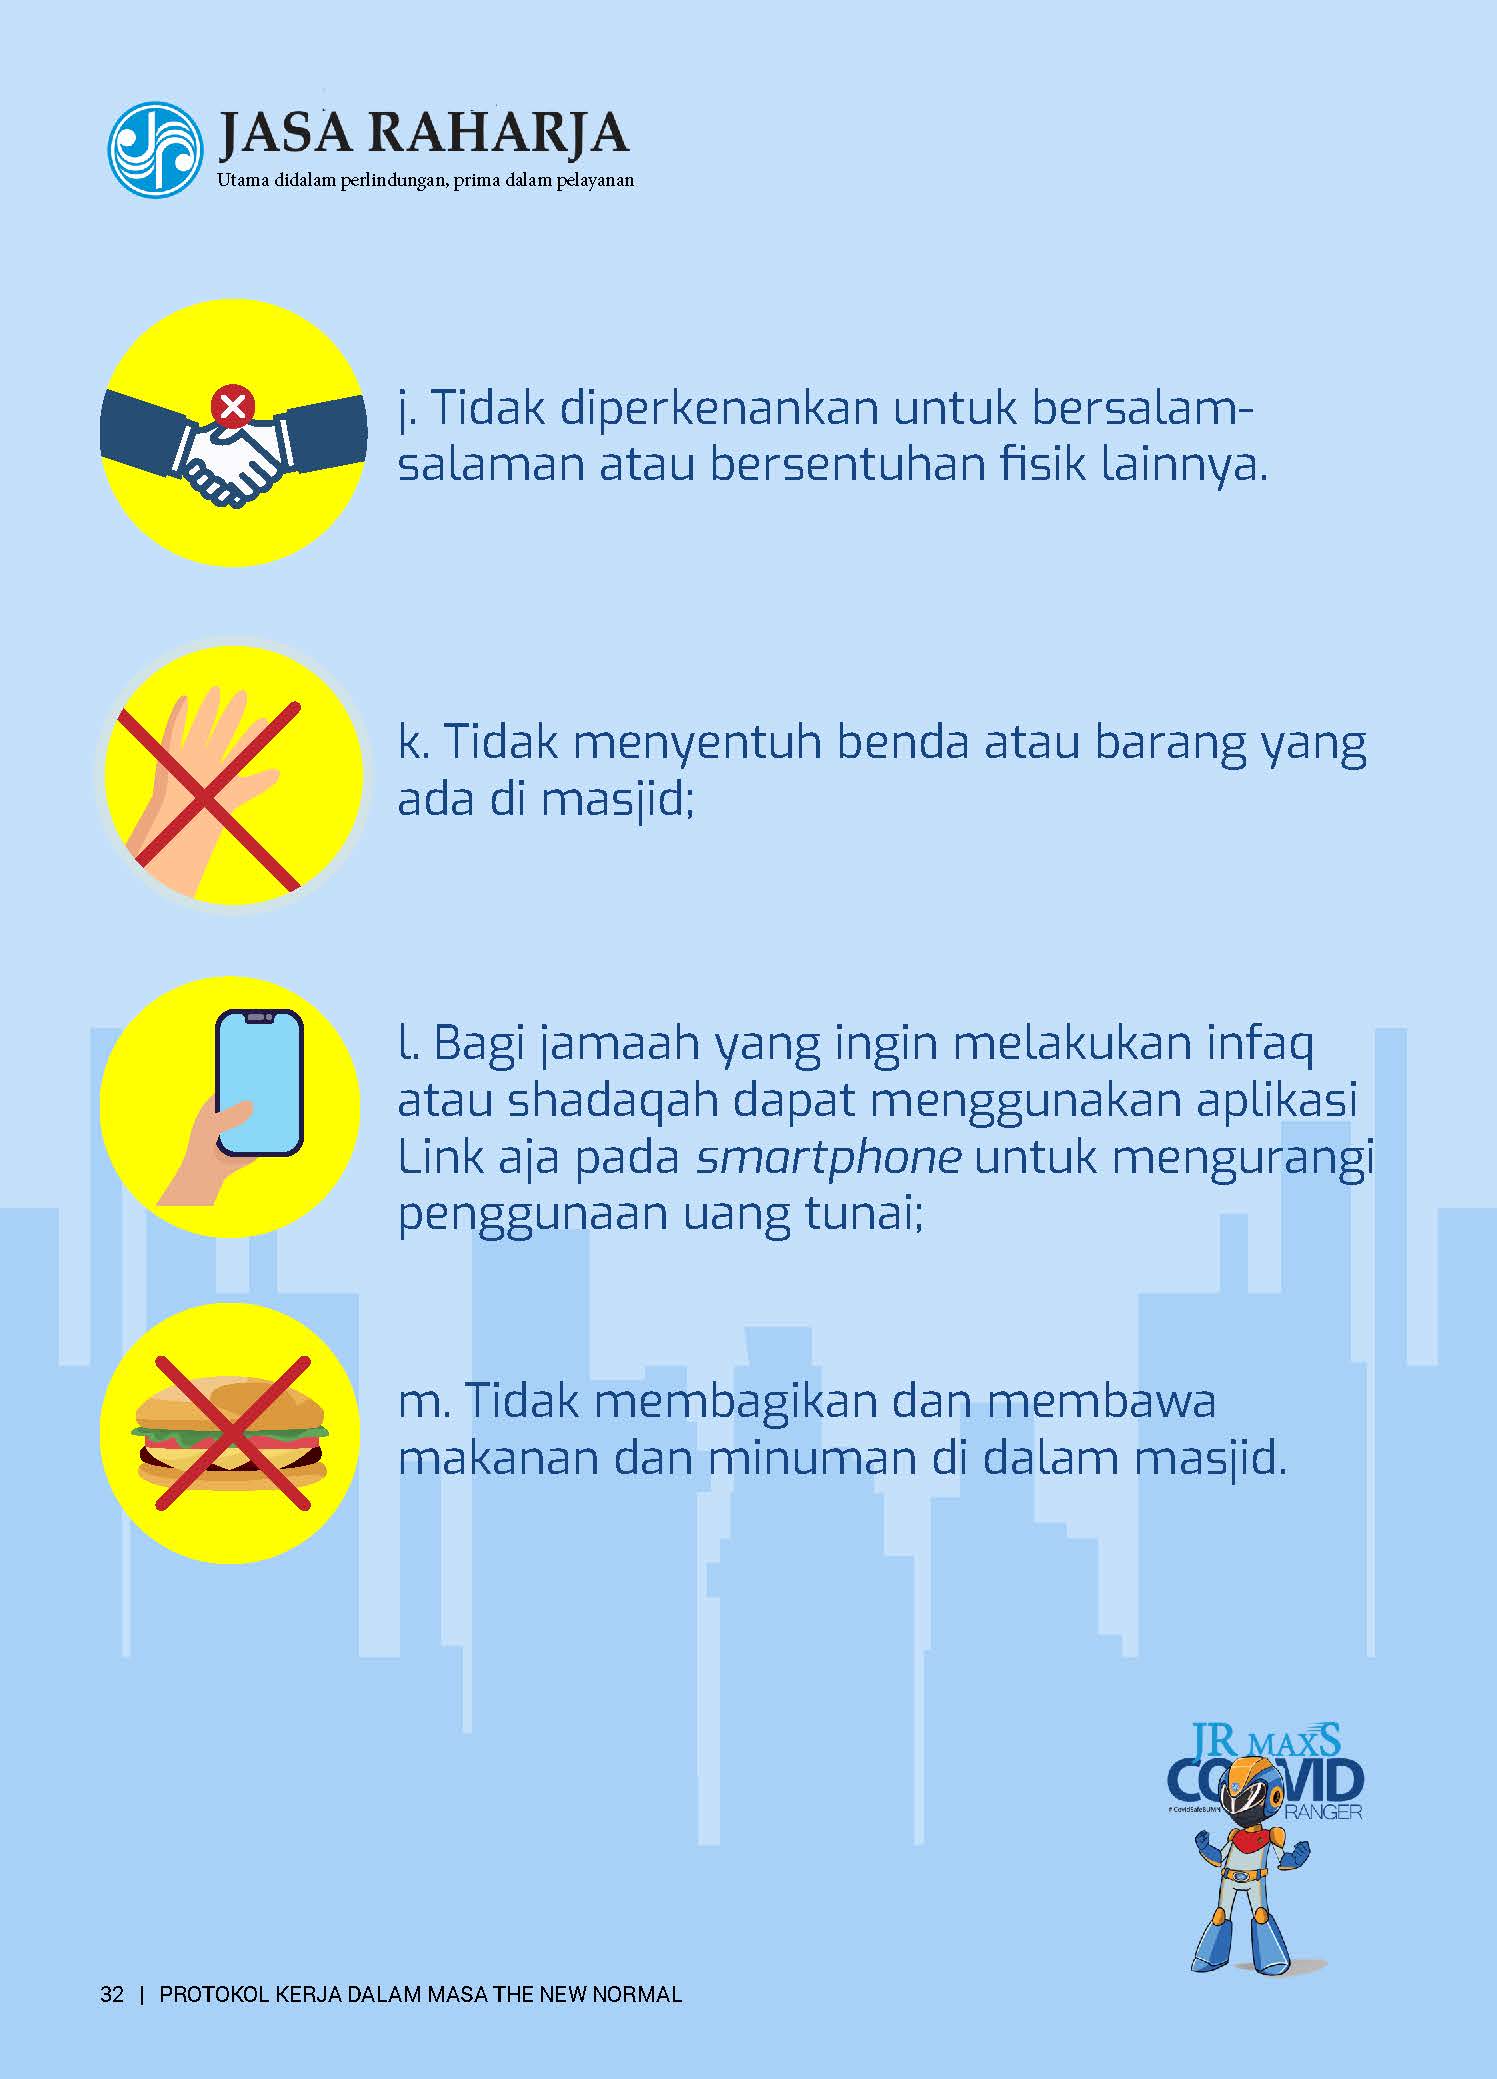 JASA RAHARJA
Utama didalam perlindungan, prima dalam pelayanan
j. Tidak diperkenankan untuk bersalam-
salaman atau bersentuhan fisik lainnya.
k. Tidak menyentuh benda atau barang yang
ada di masjid;
l. Bagi jamaah yang ingin melakukan infaq
atau shadaqah dapat menggunakan aplikasi
Link aja pada smartphone untuk mengurangi
penggunaan uang tunai;
m. Tidak membagikan dan membawa
makanan dan minuman di dalam masjid.
JR MAXS
COVID
#CovidSafeBUMN
RANGER
32 | PROTOKOL KERJA DALAM MASA THE NEW NORMAL